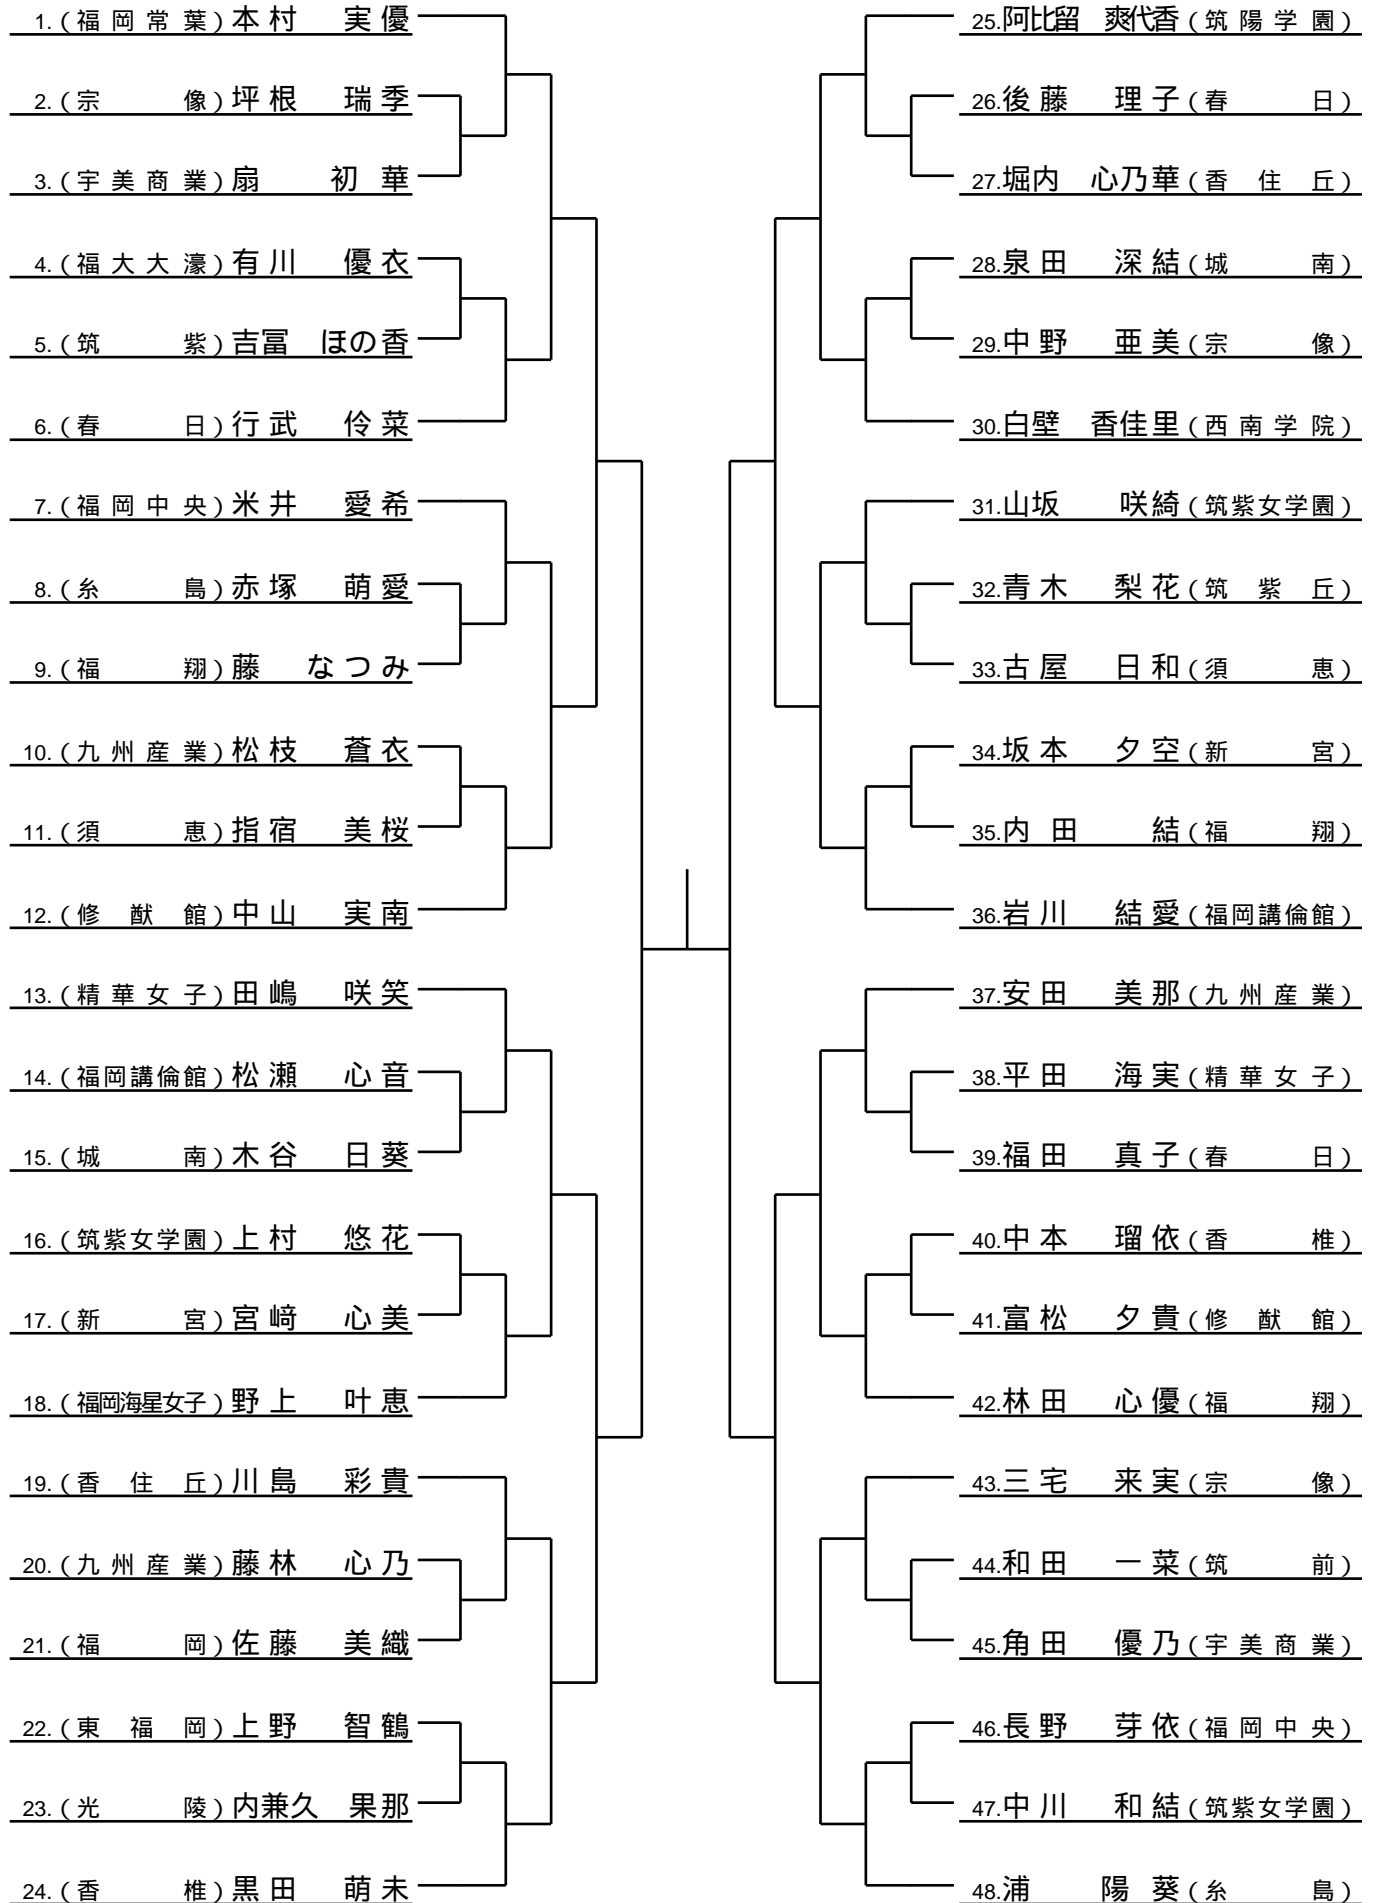 1.(福岡常葉)本村 実優
2.(宗像)坪根 瑞季
3.(宇美商業)扇 初華
4.(福大大濠)有川 優衣
5.(筑紫)吉冨 ほの香
6.(春日)行武 伶菜
7.(福岡中央)米井 愛希
8.(糸島)赤塚 萌愛
9.(福翔)藤 なつみ
10.(九州産業)松枝 蒼衣
11.(須恵)指宿 美桜
12.(修猷館)中山 実南
13.(精華女子)田嶋 咲笑
14.(福岡講倫館)松瀬 心音
15.(城南)木谷 日葵
16.(筑紫女学園)上村 悠花
17.(新宮)宮﨑 心美
18.(福岡海星女子)野上 叶恵
19.(香住丘)川島 彩貴
20.(九州産業)藤林 心乃
21.(福岡)佐藤 美織
22.(東福岡)上野 智鶴
23.(光陵)内兼久 果那
24.(香椎)黒田 萌未
25.阿比留 爽代香(筑陽学園)
26.後藤 理子(春日)
27.堀内 心乃華(香住丘)
28.泉田 深結(城南)
29.中野 亜美(宗像)
30.白壁 香佳里(西南学院)
31.山坂 咲綺(筑紫女学園)
32.青木 梨花(筑紫丘)
33.古屋 日和(須恵)
34.坂本 夕空(新宮)
35.内田 結(福翔)
36.岩川 結愛(福岡講倫館)
37.安田 美那(九州産業)
38.平田 海実(精華女子)
39.福田 真子(春日)
40.中本 瑠依(香椎)
41.富松 夕貴(修猷館)
42.林田 心優(福翔)
43.三宅 来実(宗像)
44.和田 一菜(筑前)
45.角田 優乃(宇美商業)
46.長野 芽依(福岡中央)
47.中川 和結(筑紫女学園)
48.浦 陽葵(糸島)